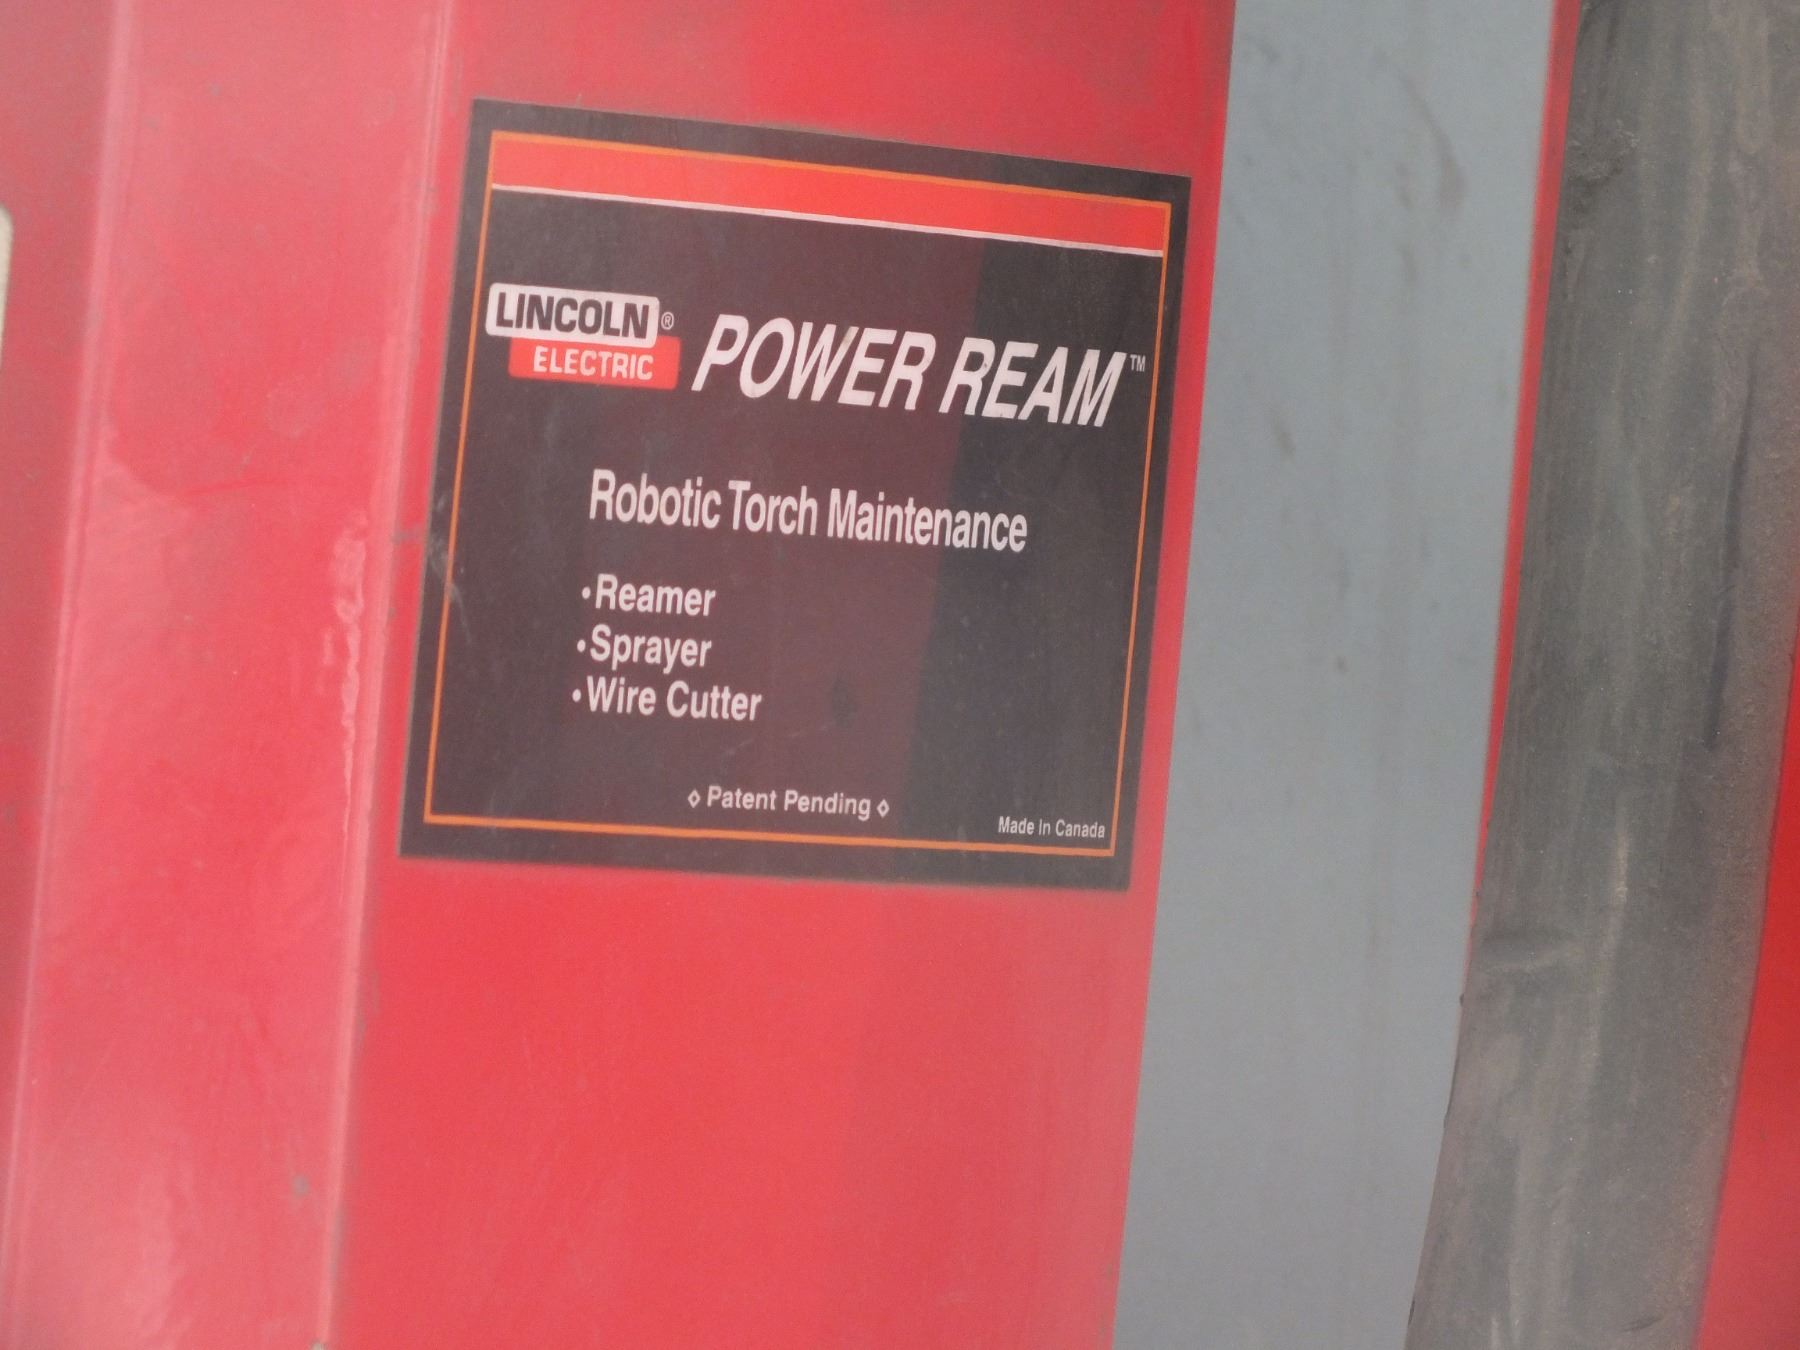 LINCOLN®
ELECTRIC
POWER REAM™
Robotic Torch Maintenance
•Reamer
•Sprayer
•Wire Cutter
◊ Patent Pending ◊
Made in Canada